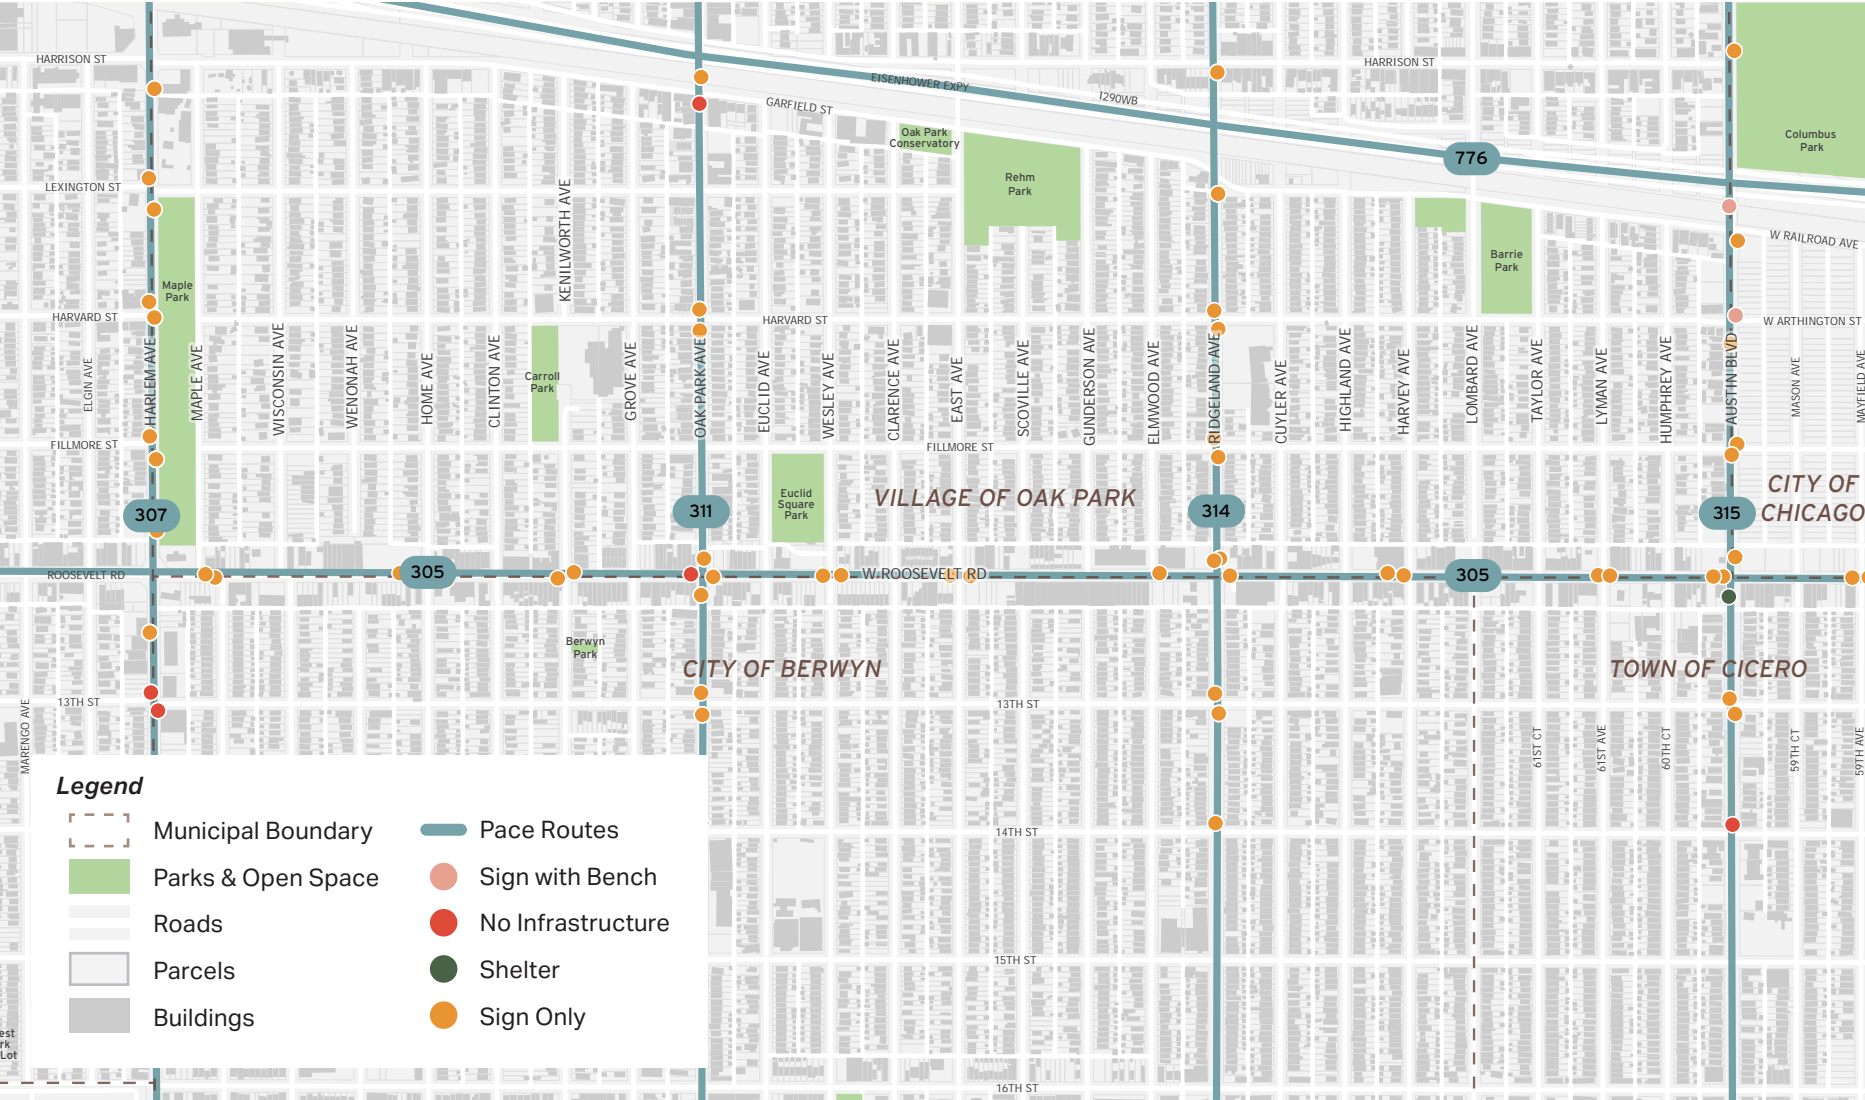 HARRISON ST
HARRISON ST
EISENHOWER EXPY
I290WB
GARFIELD ST
Oak Park
Conservatory
Columbus
Park
776
Rehm
Park
LEXINGTON ST
KENILWORTH AVE
W RAILROAD AVE
Barrie
Park
Maple
Park
HARVARD ST
HARVARD ST
W ARTHINGTON ST
ELGIN AVE
HARLEM AVE
MAPLE AVE
WISCONSIN AVE
WENONAH AVE
HOME AVE
CLINTON AVE
Carroll
Park
GROVE AVE
OAK PARK AVE
EUCLID AVE
WESLEY AVE
CLARENCE AVE
EAST AVE
SCOVILLE AVE
GUNDERSON AVE
ELMWOOD AVE
RIDGELAND AVE
CUYLER AVE
HIGHLAND AVE
HARVEY AVE
LOMBARD AVE
TAYLOR AVE
LYMAN AVE
HUMPHREY AVE
AUSTIN BLVD
MASON AVE
MAYFIELD AVE
FILLMORE ST
FILLMORE ST
Euclid
Square
Park
VILLAGE OF OAK PARK
CITY OF
CHICAGO
307
311
314
315
ROOSEVELT RD
305
W ROOSEVELT RD
305
Berwyn
Park
CITY OF BERWYN
TOWN OF CICERO
MARENGO AVE
13TH ST
13TH ST
61ST CT
61ST AVE
60TH CT
59TH CT
59TH AVE
Legend
Municipal Boundary
Parks & Open Space
Roads
Parcels
Buildings
Pace Routes
Sign with Bench
No Infrastructure
Shelter
Sign Only
14TH ST
15TH ST
est
rk
Lot
16TH ST